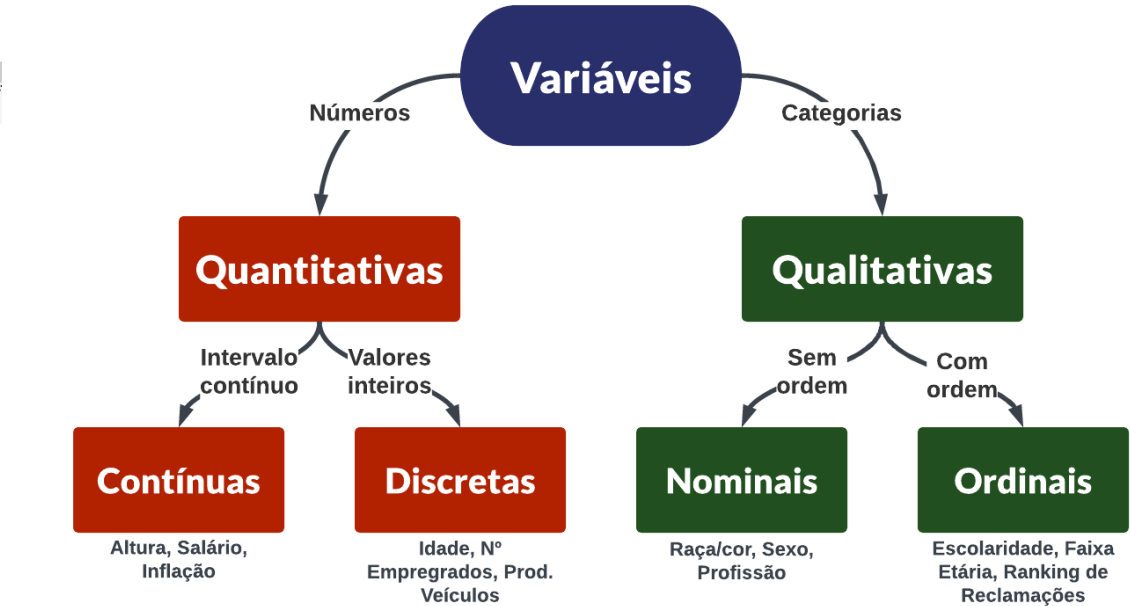 Variáveis
Números
Categorias
Quantitativas
Qualitativas
Intervalo
contínuo
Valores
inteiros
Sem
ordem
Com
ordem
Contínuas
Discretas
Nominais
Ordinais
Altura, Salário,
Inflação
Idade, Nº
Empregrados, Prod.
Veículos
Raça/cor, Sexo,
Profissão
Escolaridade, Faixa
Etária, Ranking de
Reclamações